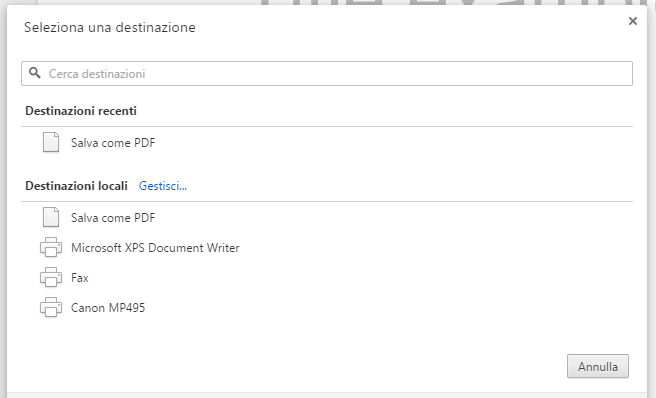 Seleziona una destinazione
Cerca destinazioni
Destinazioni recenti
Salva come PDF
Destinazioni locali Gestisci...
Salva come PDF
Microsoft XPS Document Writer
Fax
Canon MP495
Annulla